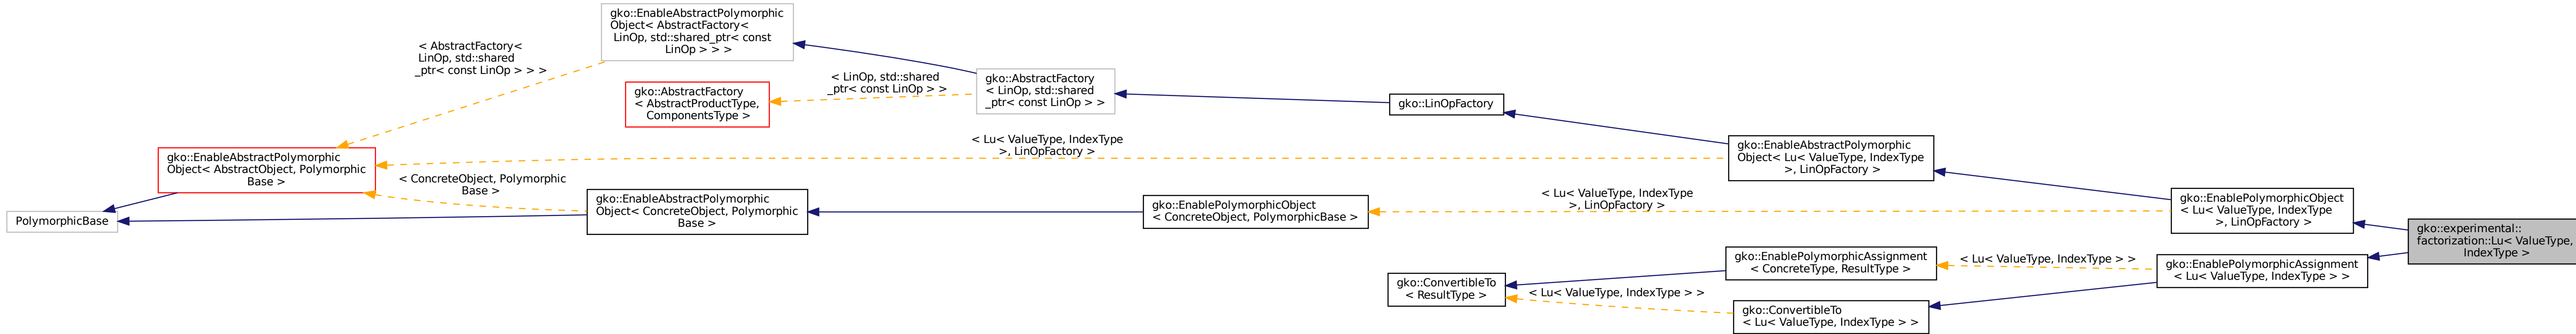 gko::EnableAbstractPolymorphic
Object< AbstractFactory<
LinOp, std::shared_ptr< const
LinOp > > >
< AbstractFactory<
LinOp, std::shared
_ptr< const LinOp > > >
gko::AbstractFactory
< AbstractProductType,
ComponentsType >
< LinOp, std::shared
_ptr< const LinOp > >
gko::AbstractFactory
< LinOp, std::shared
_ptr< const LinOp > >
gko::LinOpFactory
gko::EnableAbstractPolymorphic
Object< AbstractObject, Polymorphic
Base >
< Lu< ValueType, IndexType
>, LinOpFactory >
gko::EnableAbstractPolymorphic
Object< Lu< ValueType, IndexType
>, LinOpFactory >
PolymorphicBase
< ConcreteObject, Polymorphic
Base >
gko::EnableAbstractPolymorphic
Object< ConcreteObject, Polymorphic
Base >
gko::EnablePolymorphicObject
< ConcreteObject, PolymorphicBase >
< Lu< ValueType, IndexType
>, LinOpFactory >
gko::EnablePolymorphicObject
< Lu< ValueType, IndexType
>, LinOpFactory >
gko::experimental::
factorization::Lu< ValueType,
IndexType >
gko::ConvertibleTo
< ResultType >
gko::EnablePolymorphicAssignment
< ConcreteType, ResultType >
< Lu< ValueType, IndexType > >
gko::EnablePolymorphicAssignment
< Lu< ValueType, IndexType > >
< Lu< ValueType, IndexType > >
gko::ConvertibleTo
< Lu< ValueType, IndexType > >